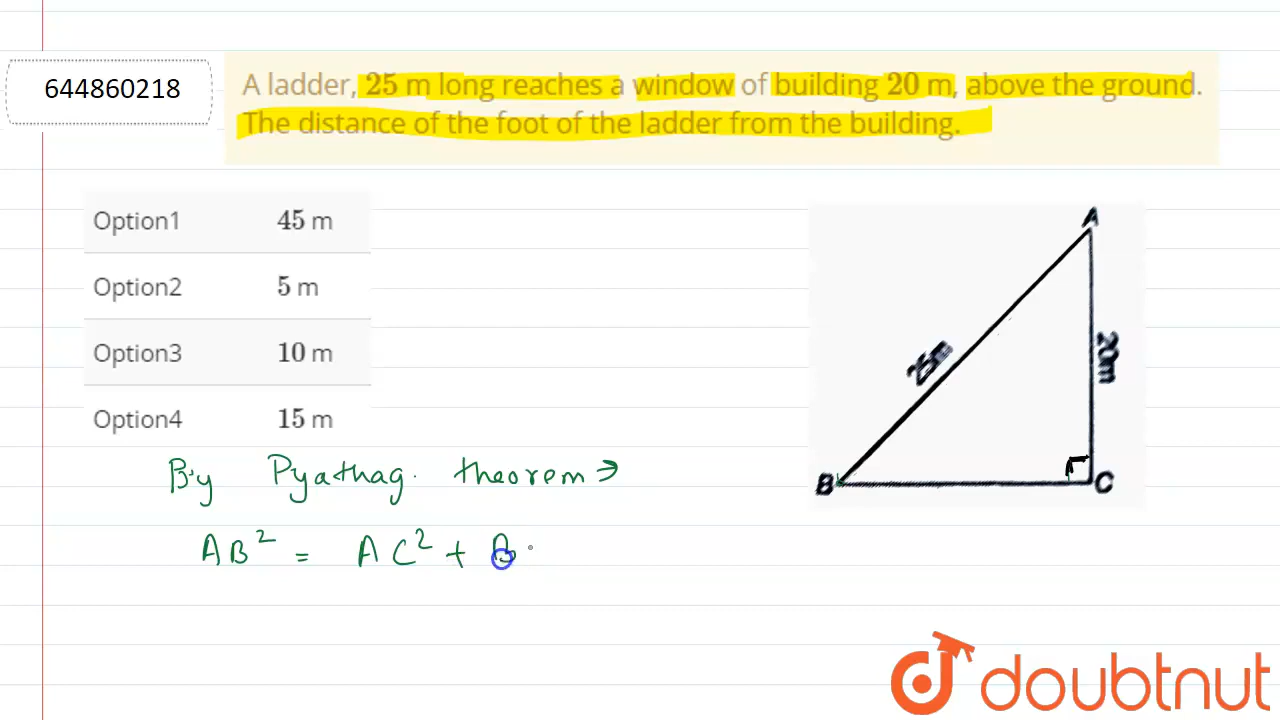 644860218
A ladder, 25 m long reaches a window of building 20 m, above the ground.
The distance of the foot of the ladder from the building.
Option1 45 m
Option2 5 m
Option3 10 m
Option4 15 m
A
20m
B
C
By Pyathag. theorem →
AB² = AC² + B
doubtnut